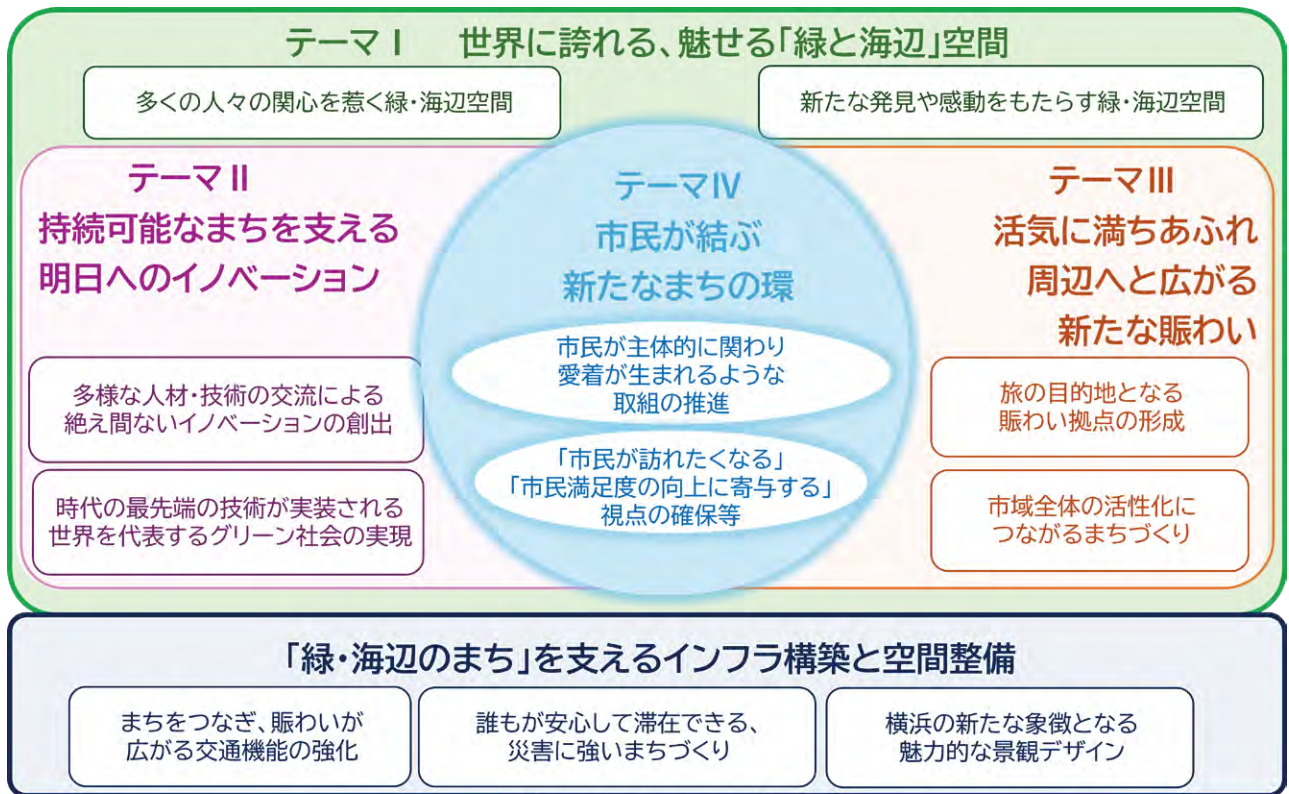 テーマⅠ 世界に誇れる、魅せる「緑と海辺」空間
多くの人々の関心を惹く緑・海辺空間
新たな発見や感動をもたらす緑・海辺空間
テーマⅡ
持続可能なまちを支える
明日へのイノベーション
多様な人材・技術の交流による
絶え間ないイノベーションの創出
時代の最先端の技術が実装される
世界を代表するグリーン社会の実現
テーマⅣ
市民が結ぶ
新たなまちの環
市民が主体的に関わり
愛着が生まれるような
取組の推進
「市民が訪れたくなる」
「市民満足度の向上に寄与する」
視点の確保等
テーマⅢ
活気に満ちあふれ
周辺へと広がる
新たな賑わい
旅の目的地となる
賑わい拠点の形成
市域全体の活性化に
つながるまちづくり
「緑・海辺のまち」を支えるインフラ構築と空間整備
まちをつなぎ、賑わいが
広がる交通機能の強化
誰もが安心して滞在できる、
災害に強いまちづくり
横浜の新たな象徴となる
魅力的な景観デザイン